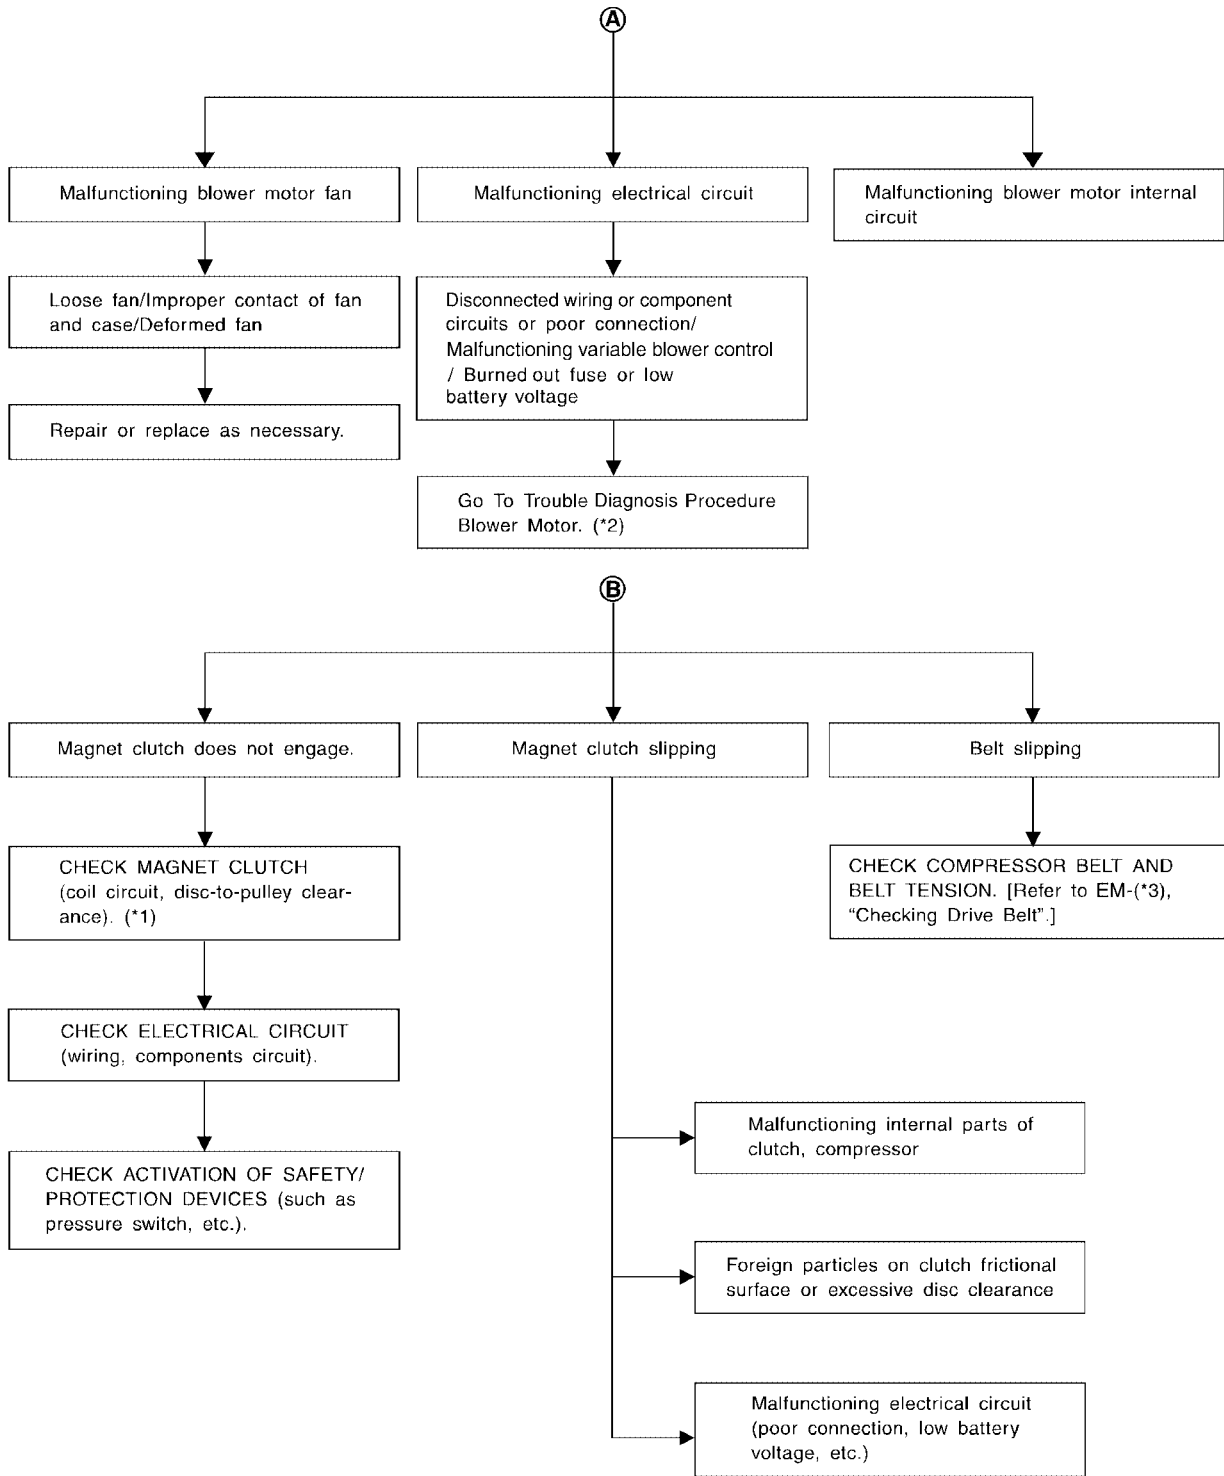 A
Malfunctioning blower motor fan
Malfunctioning electrical circuit
Malfunctioning blower motor internal
circuit
Loose fan/Improper contact of fan
and case/Deformed fan
Disconnected wiring or component
circuits or poor connection/
Malfunctioning variable blower control
/ Burned out fuse or low
battery voltage
Repair or replace as necessary.
Go To Trouble Diagnosis Procedure
Blower Motor. (*2)
B
Magnet clutch does not engage.
Magnet clutch slipping
Belt slipping
CHECK MAGNET CLUTCH
(coil circuit, disc-to-pulley clear-
ance). (*1)
CHECK COMPRESSOR BELT AND
BELT TENSION. [Refer to EM-(*3),
“Checking Drive Belt”.]
CHECK ELECTRICAL CIRCUIT
(wiring, components circuit).
CHECK ACTIVATION OF SAFETY/
PROTECTION DEVICES (such as
pressure switch, etc.).
Malfunctioning internal parts of
clutch, compressor
Foreign particles on clutch frictional
surface or excessive disc clearance
Malfunctioning electrical circuit
(poor connection, low battery
voltage, etc.)